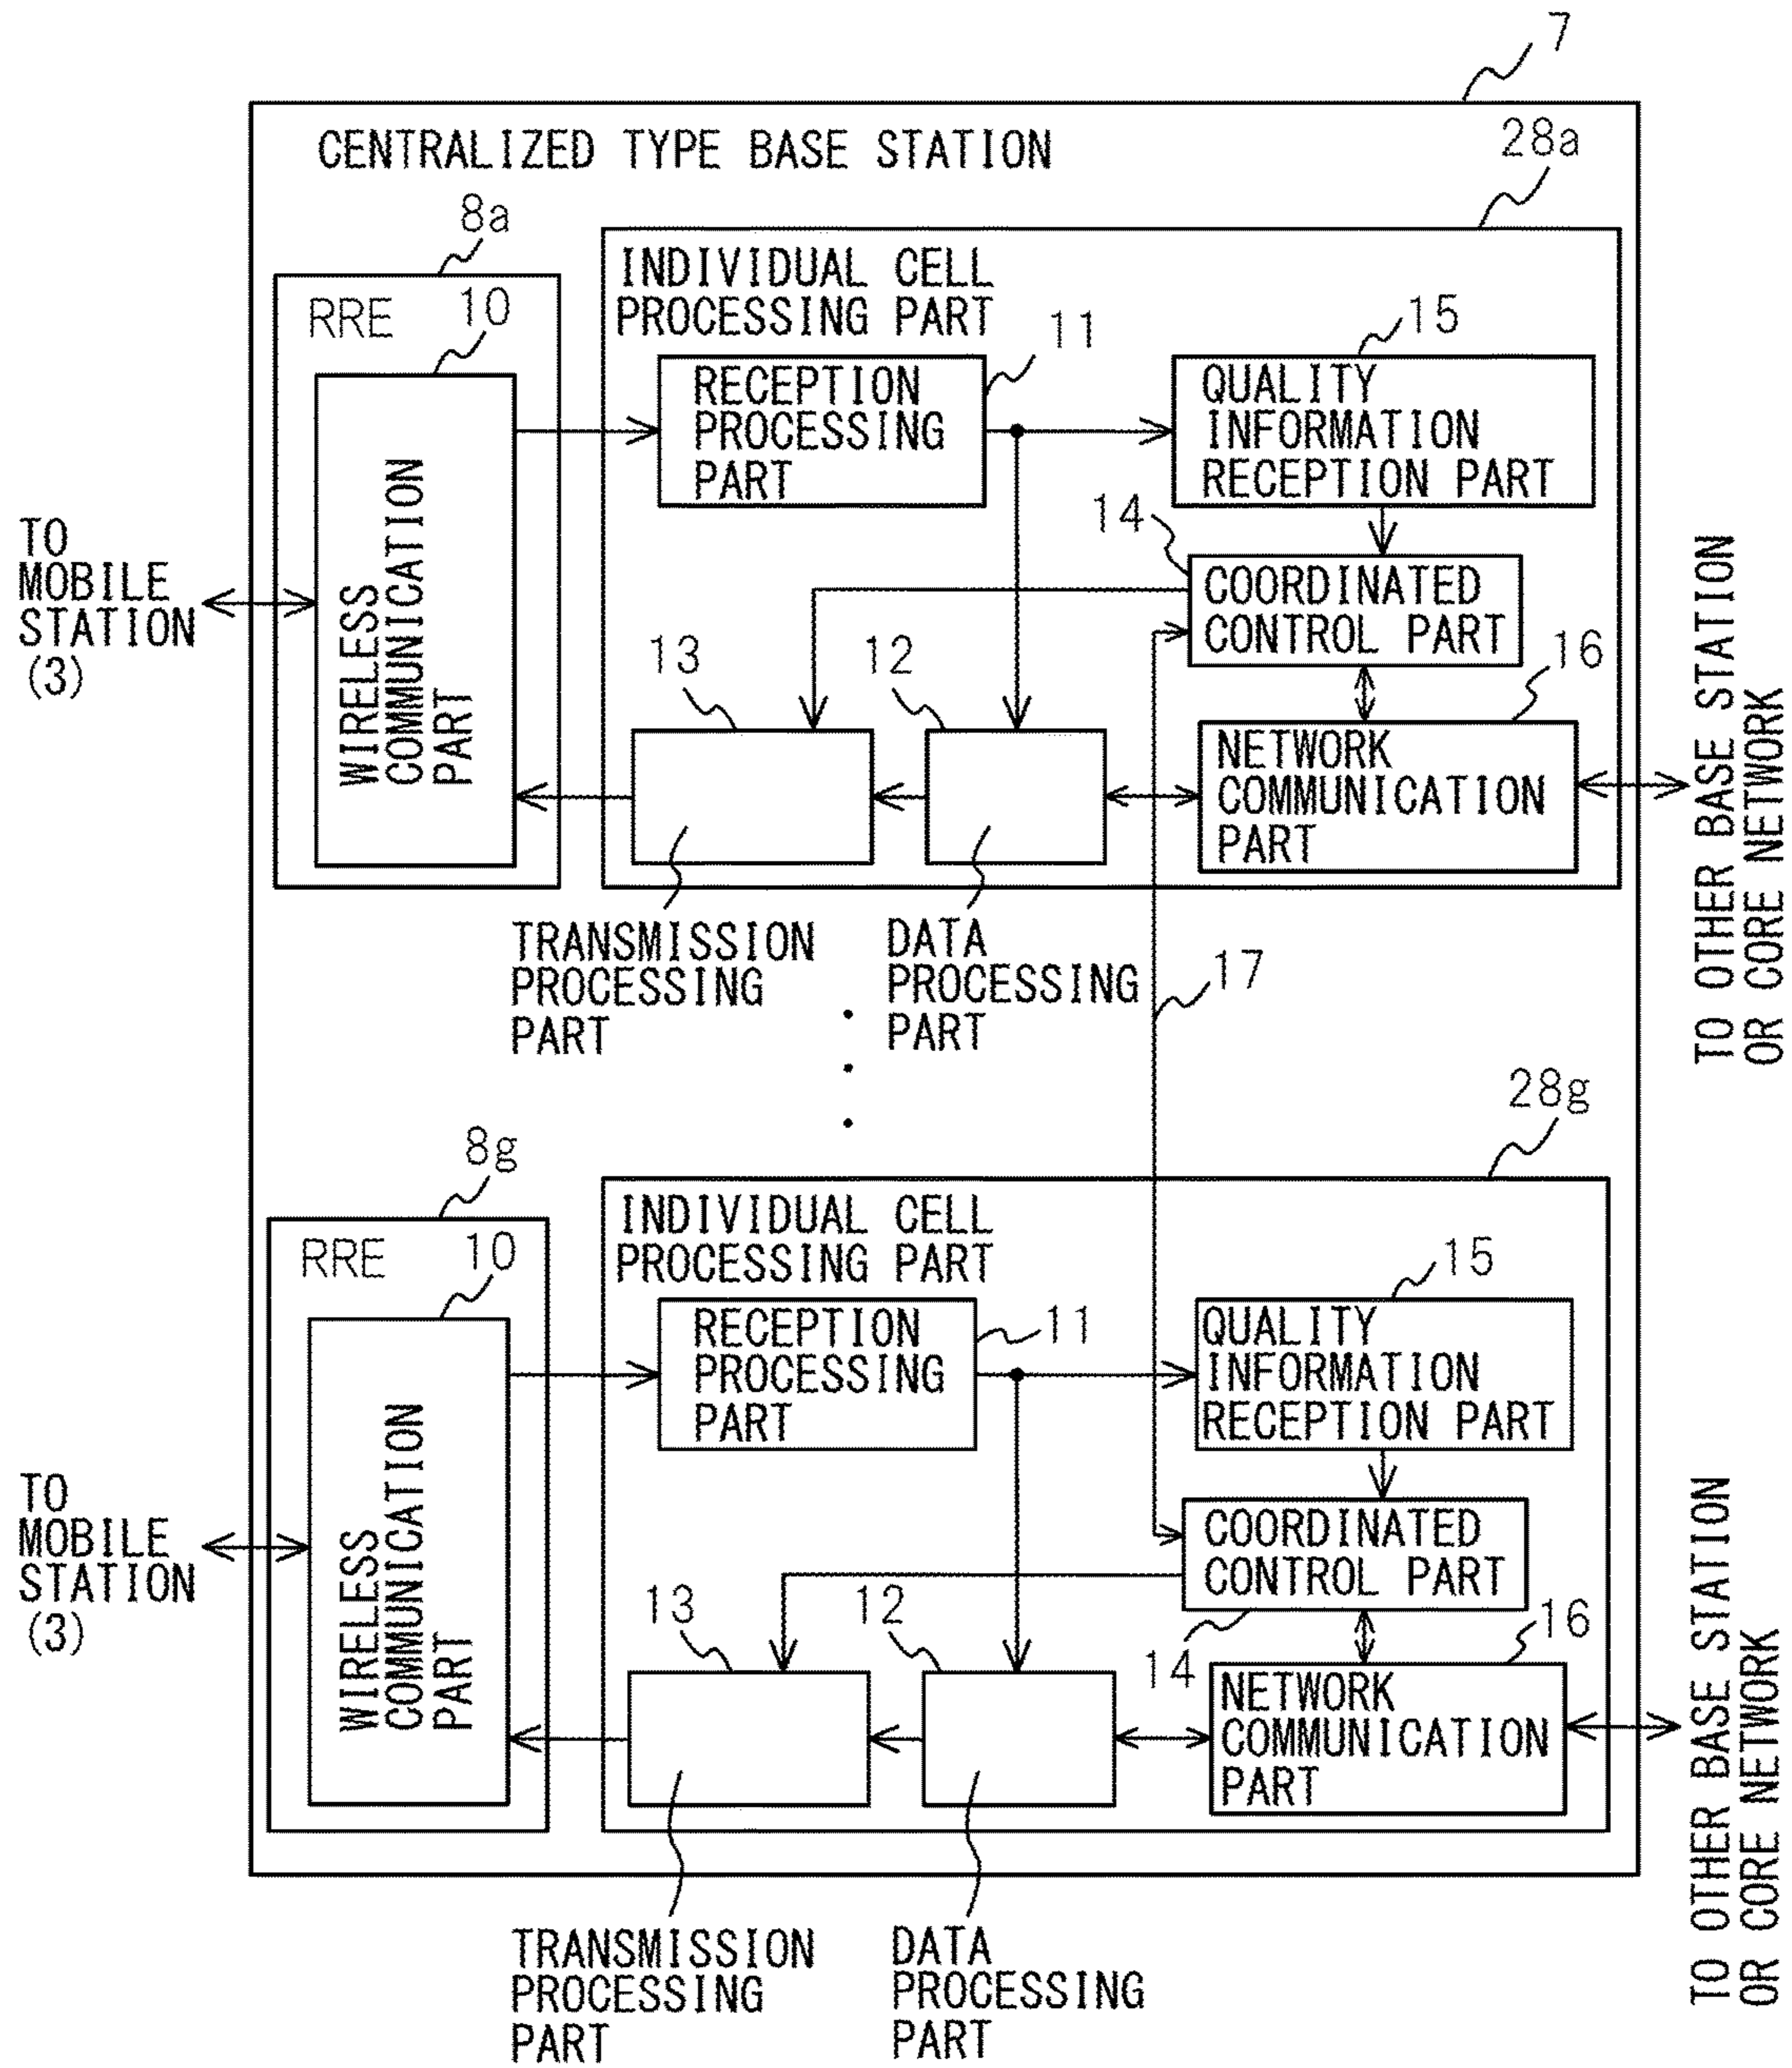 7
CENTRALIZED TYPE BASE STATION
28a
8a
INDIVIDUAL CELL
PROCESSING PART
RRE
10
11
15
RECEPTION
PROCESSING
PART
QUALITY
INFORMATION
RECEPTION PART
WIRELESS
COMMUNICATION
PART
14
TO
MOBILE
STATION
(3)
COORDINATED
CONTROL PART
13
12
16
NETWORK
COMMUNICATION
PART
TO OTHER BASE STATION
OR CORE NETWORK
TRANSMISSION
PROCESSING
PART
DATA
PROCESSING
PART
17
28g
8g
INDIVIDUAL CELL
PROCESSING PART
RRE
10
11
15
RECEPTION
PROCESSING
PART
QUALITY
INFORMATION
RECEPTION PART
WIRELESS
COMMUNICATION
PART
TO
MOBILE
STATION
(3)
COORDINATED
CONTROL PART
13
12
14
16
NETWORK
COMMUNICATION
PART
TO OTHER BASE STATION
OR CORE NETWORK
TRANSMISSION
PROCESSING
PART
DATA
PROCESSING
PART